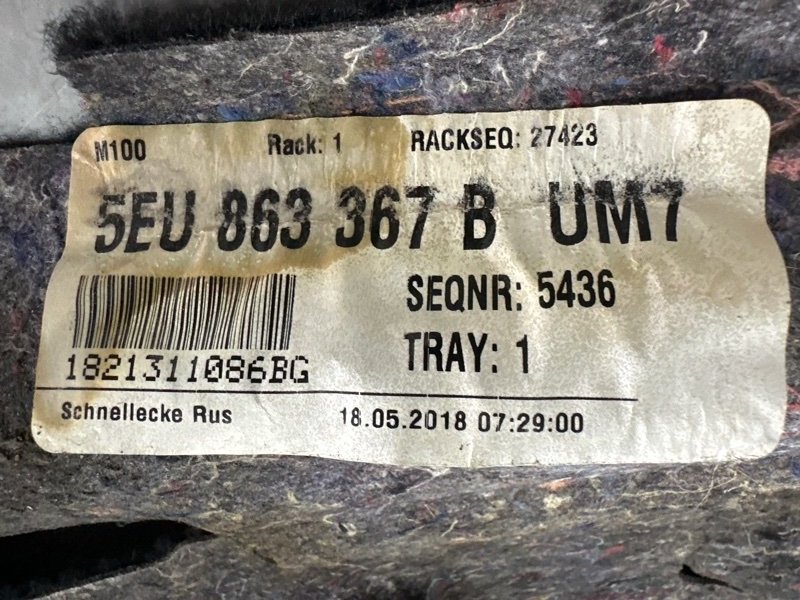 M100 Rack: 1 RACKSEQ: 27423
5EU 863 367 B UM7
SEQNR: 5436
TRAY: 1
1821311086BG
Schnellecke Rus 18.05.2018 07:29:00